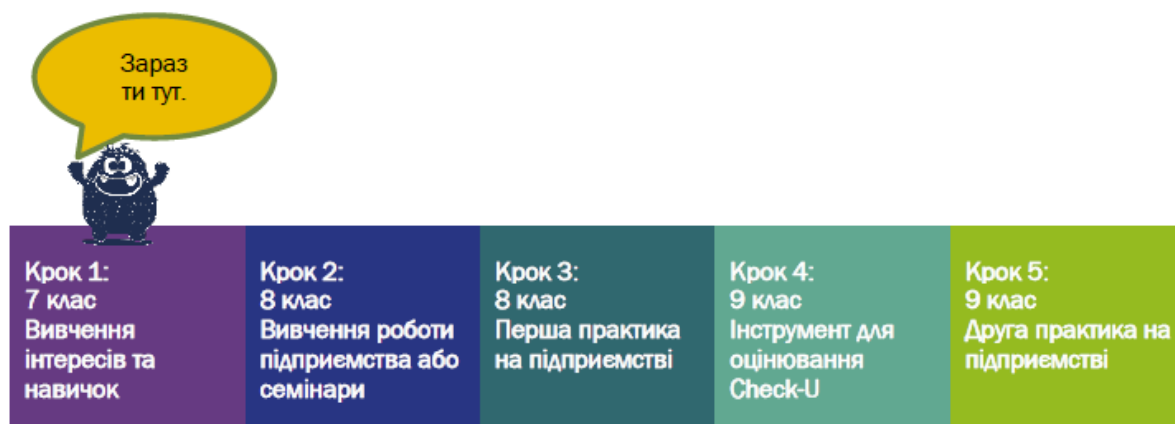 Зараз
ти тут.
Крок 1:
7 клас
Вивчення
інтересів та
навичок
Крок 2:
8 клас
Вивчення роботи
підприємства або
семінари
Крок 3:
8 клас
Перша практика
на підприємстві
Крок 4:
9 клас
Інструмент для
оцінювання
Check-U
Крок 5:
9 клас
Друга практика на
підприємстві